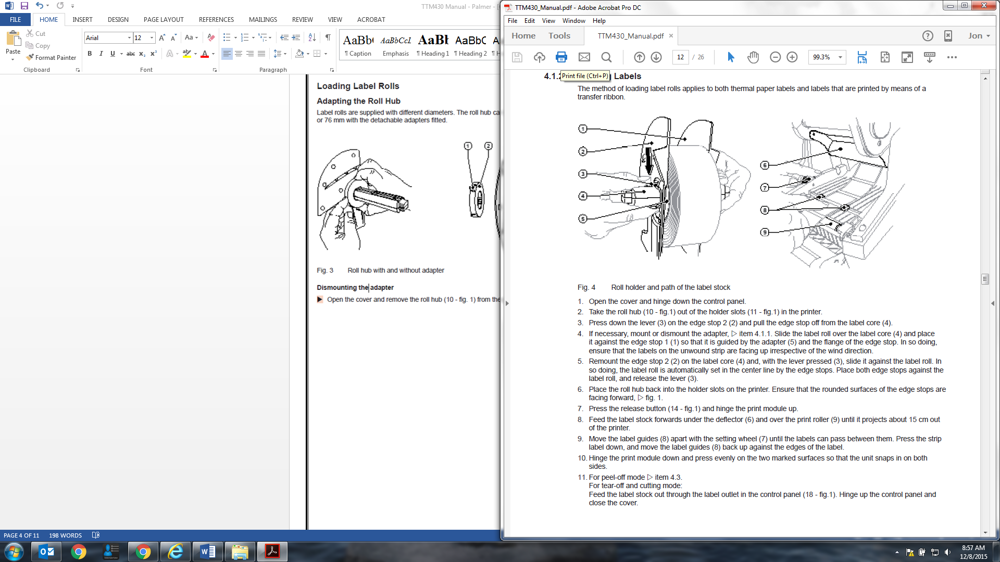 TTM430 Manual - Palmer -
FILE
HOME
INSERT
DESIGN
PAGE LAYOUT
REFERENCES
MAILINGS
REVIEW
VIEW
ACROBAT
Paste
Cut
Copy
Format Painter
Clipboard
Arial
12
Font
Paragraph
AaBb
AaBbCcL
AaBb
AaBbC
A
¶ Caption
Emphasis
¶ Heading 1
¶ Heading 2
¶ H
Loading Label Rolls
Adapting the Roll Hub
Label rolls are supplied with different diameters. The roll hub ca
or 76 mm with the detachable adapters fitted.
1
2
Fig. 3 Roll hub with and without adapter
Dismounting the adapter
Open the cover and remove the roll hub (10 - fig. 1) from the
PAGE 4 OF 11
198 WORDS
TTM430_Manual.pdf - Adobe Acrobat Pro DC
File Edit View Window Help
Home
Tools
TTM430_Manual.pdf
Jon
12 / 26
99.3%
Print file (Ctrl+P)
4.1.2 g Labels
The method of loading label rolls applies to both thermal paper labels and labels that are printed by means of a
transfer ribbon.
1
2
3
4
5
6
7
8
9
Fig. 4 Roll holder and path of the label stock
1. Open the cover and hinge down the control panel.
2. Take the roll hub (10 - fig.1) out of the holder slots (11 - fig.1) in the printer.
3. Press down the lever (3) on the edge stop 2 (2) and pull the edge stop off from the label core (4).
4. If necessary, mount or dismount the adapter, ▷ item 4.1.1. Slide the label roll over the label core (4) and place
it against the edge stop 1 (1) so that it is guided by the adapter (5) and the flange of the edge stop. In so doing,
ensure that the labels on the unwound strip are facing up irrespective of the wind direction.
5. Remount the edge stop 2 (2) on the label core (4) and, with the lever pressed (3), slide it against the label roll. In
so doing, the label roll is automatically set in the center line by the edge stops. Place both edge stops against the
label roll, and release the lever (3).
6. Place the roll hub back into the holder slots on the printer. Ensure that the rounded surfaces of the edge stops are
facing forward, ▷ fig. 1.
7. Press the release button (14 - fig.1) and hinge the print module up.
8. Feed the label stock forwards under the deflector (6) and over the print roller (9) until it projects about 15 cm out
of the printer.
9. Move the label guides (8) apart with the setting wheel (7) until the labels can pass between them. Press the strip
label down, and move the label guides (8) back up against the edges of the label.
10. Hinge the print module down and press evenly on the two marked surfaces so that the unit snaps in on both
sides.
11. For peel-off mode ▷ item 4.3.
For tear-off and cutting mode:
Feed the label stock out through the label outlet in the control panel (18 - fig.1). Hinge up the control panel and
close the cover.
8:57 AM
12/8/2015